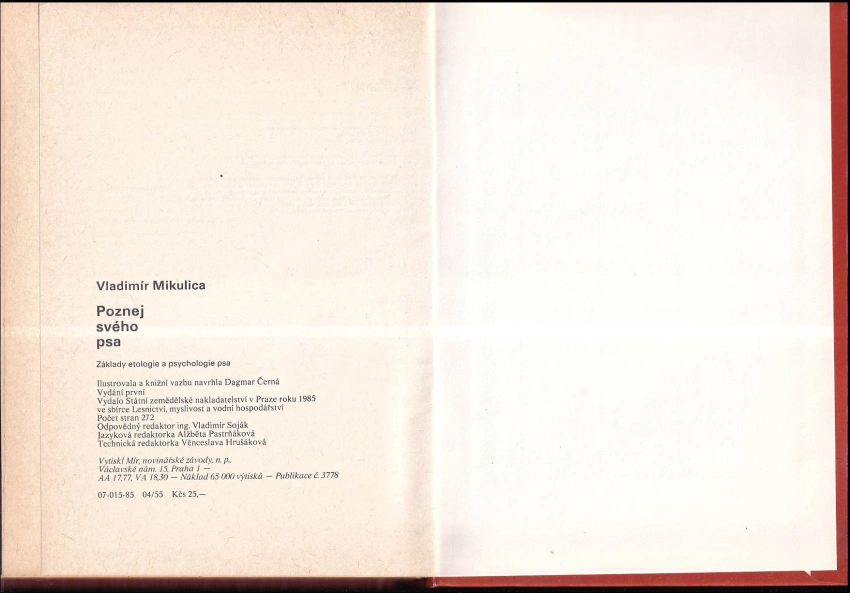 Vladimír Mikulica
Poznej
svého
psa
Základy etologie a psychologie psa
Ilustrovala a knižní vazbu navrhla Dagmar Černá
Vydání první
Vydalo Státní zemědělské nakladatelství v Praze roku 1985
ve sbírce Lesnictví, myslivost a vodní hospodářství
Počet stran 272
Odpovědný redaktor ing. Vladimír Soják
Jazyková redaktorka Alžběta Pastrňáková
Technická redaktorka Věnceslava Hrušáková
Vytiskl Mír, novinářské závody, n. p.,
Václavské nám. 15, Praha 1 —
AA 17,77, VA 18,30 — Náklad 65 000 výtisků — Publikace č. 3778
07-015-85 04/55 Kčs 25,—